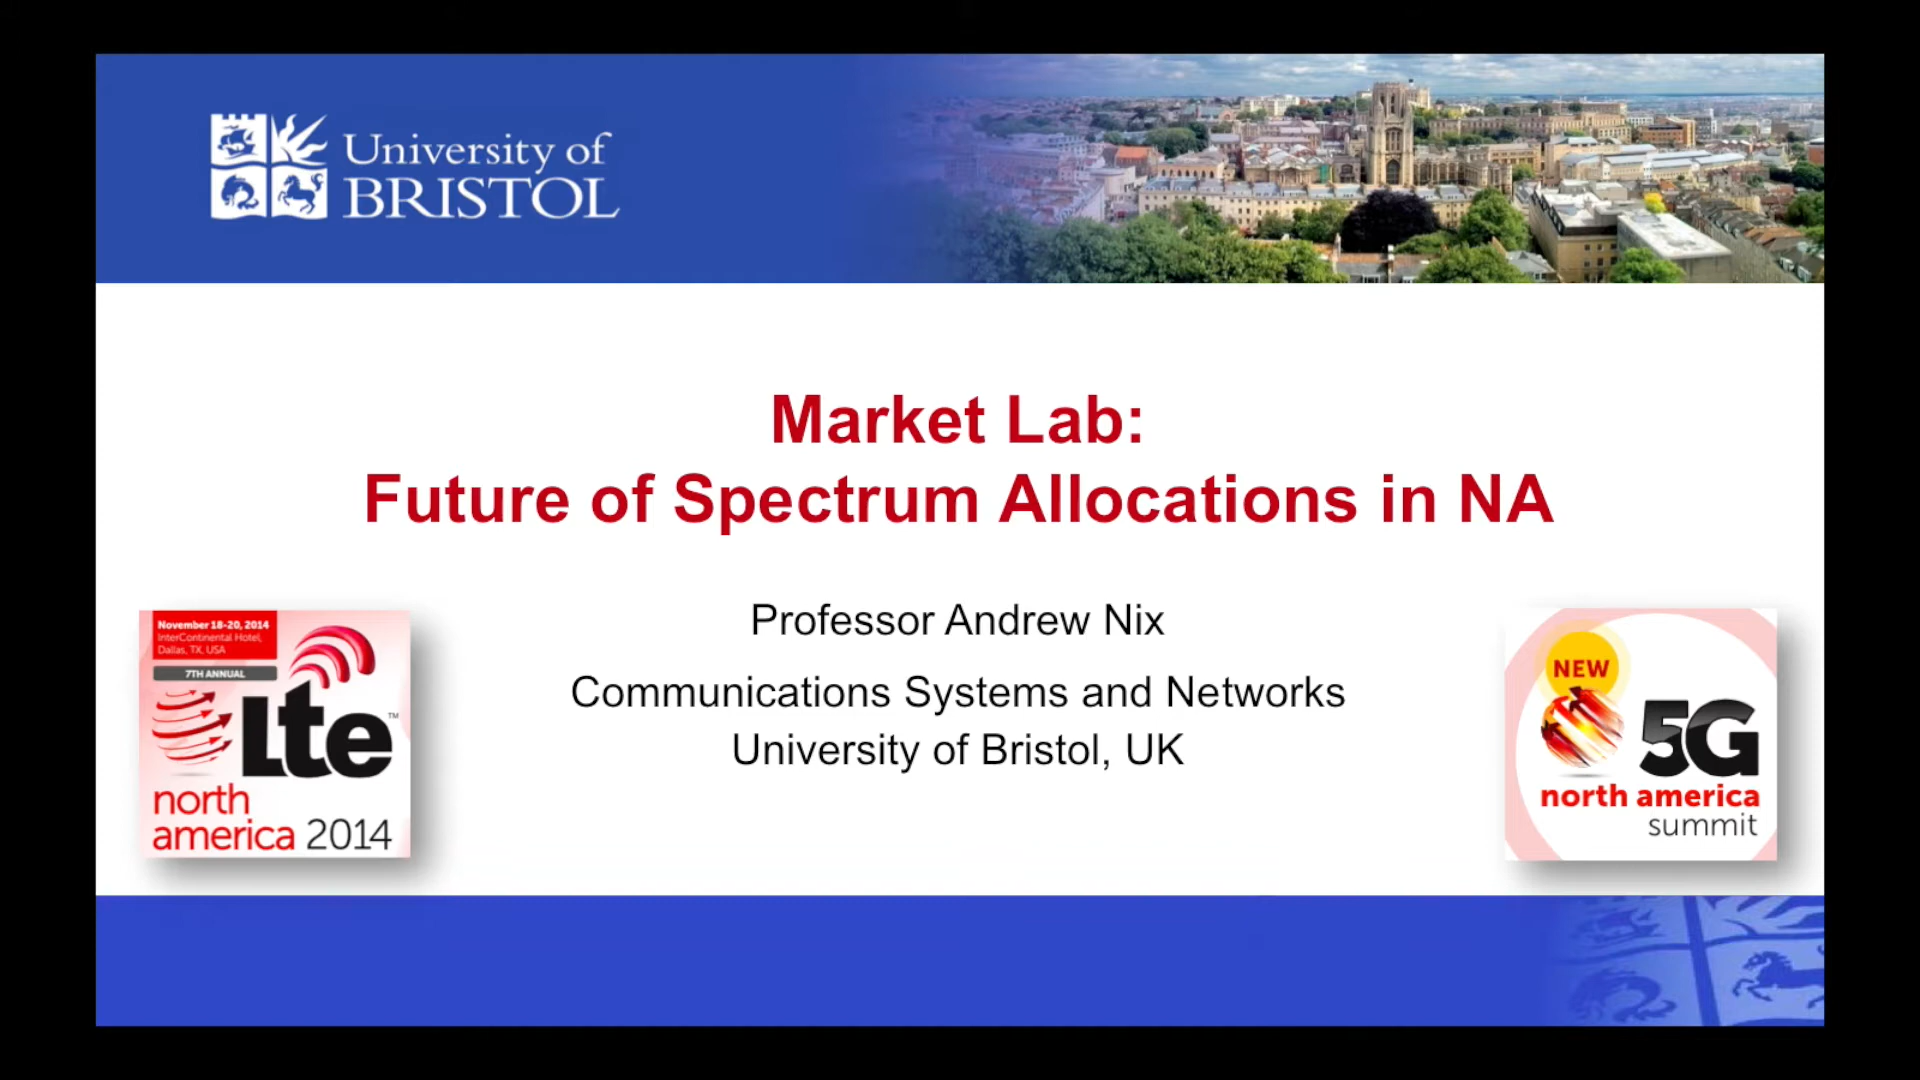 University of
BRISTOL
Market Lab:
Future of Spectrum Allocations in NA
Professor Andrew Nix
Communications Systems and Networks
University of Bristol, UK
November 18-20, 2014
InterContinental Hotel,
Dallas, TX, USA
7TH ANNUAL
Lte™
north
america 2014
NEW
5G
north america
summit